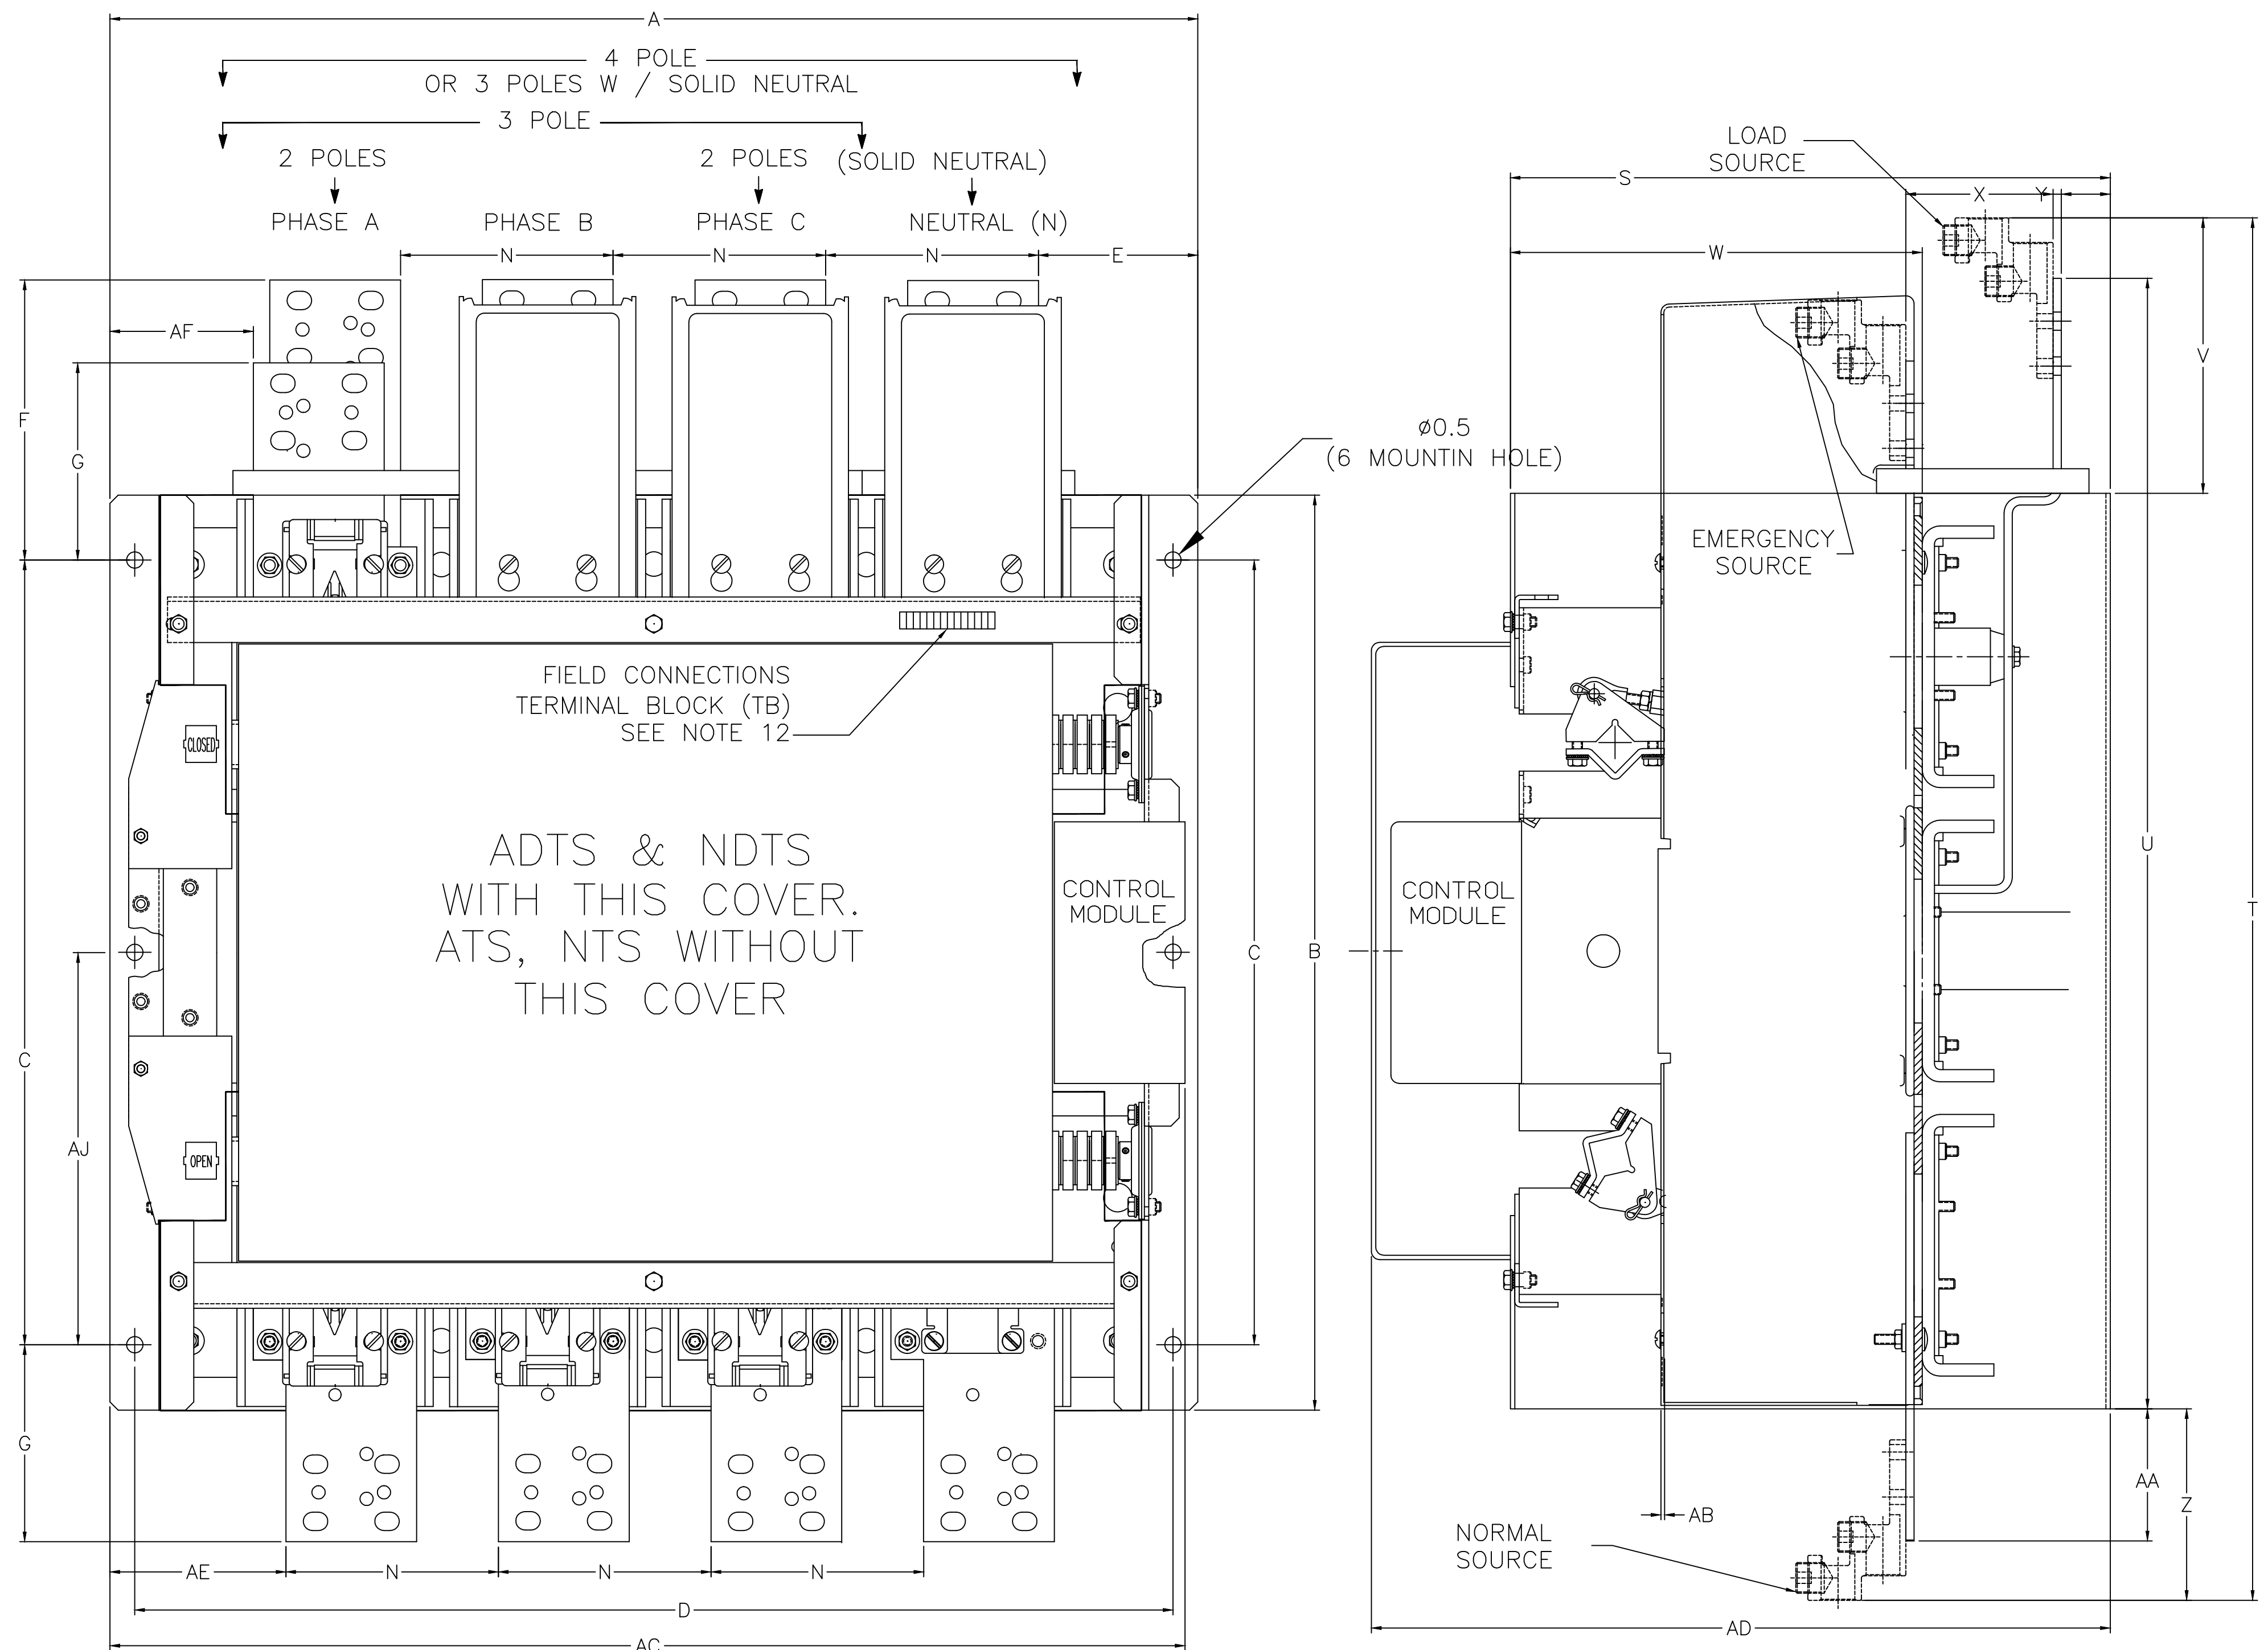 A
4 POLE
OR 3 POLES W / SOLID NEUTRAL
3 POLE
2 POLES
2 POLES
(SOLID NEUTRAL)
PHASE A
PHASE B
PHASE C
NEUTRAL (N)
N
N
N
E
AF
F
G
ø0.5
(6 MOUNTIN HOLE)
FIELD CONNECTIONS
TERMINAL BLOCK (TB)
SEE NOTE 12
CLOSED
ADTS & NDTS
WITH THIS COVER.
ATS, NTS WITHOUT
THIS COVER
CONTROL
MODULE
C
B
C
AJ
OPEN
G
AE
N
N
N
D
AC
LOAD
SOURCE
S
X
Y
W
V
EMERGENCY
SOURCE
CONTROL
MODULE
U
T
AB
AA
Z
NORMAL
SOURCE
AD